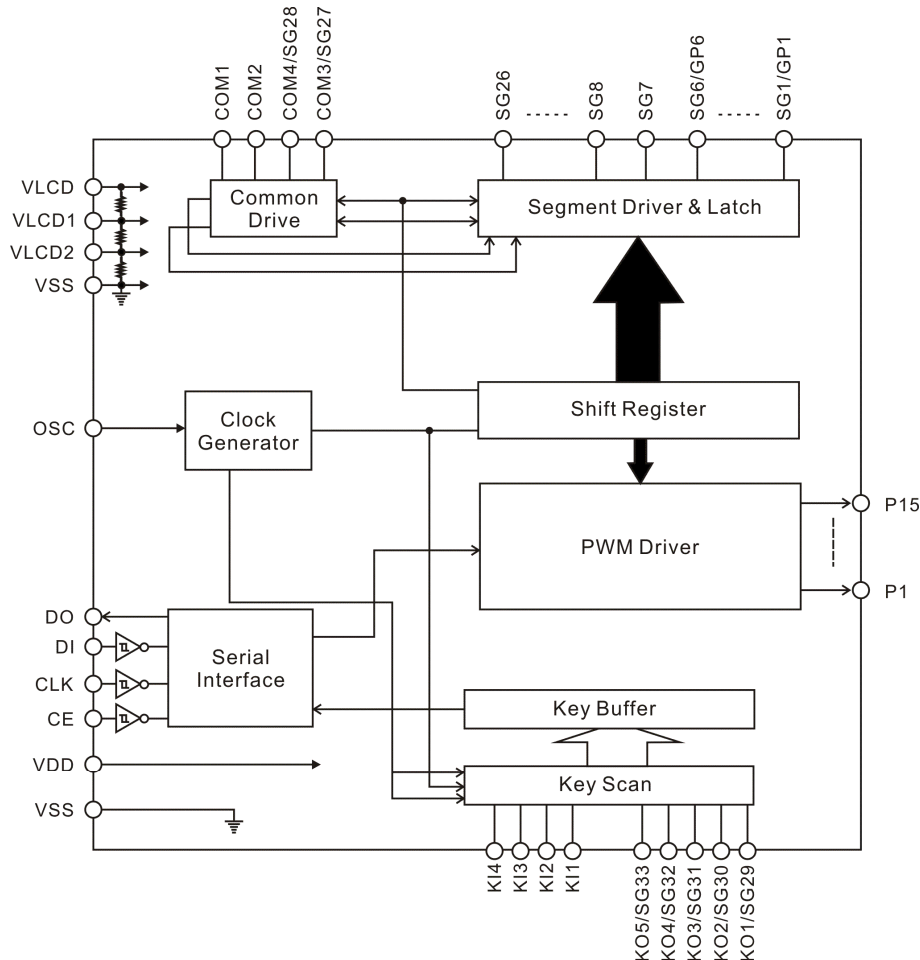 COM1
COM2
COM4/SG28
COM3/SG27
SG26
SG8
SG7
SG6/GP6
SG1/GP1
VLCD
VLCD1
VLCD2
VSS
Common
Drive
Segment Driver & Latch
OSC
Clock
Generator
Shift Register
PWM Driver
P15
P1
DO
DI
CLK
CE
VDD
VSS
Serial
Interface
Key Buffer
Key Scan
KI4
KI3
KI2
KI1
KO5/SG33
KO4/SG32
KO3/SG31
KO2/SG30
KO1/SG29